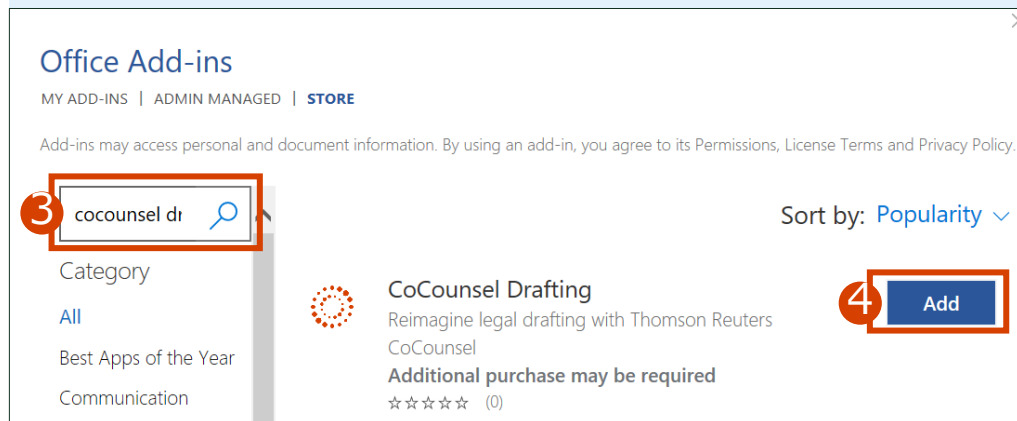 Office Add-ins
MY ADD-INS | ADMIN MANAGED | STORE
Add-ins may access personal and document information. By using an add-in, you agree to its Permissions, License Terms and Privacy Policy.
3
cocounsel dr
Sort by: Popularity
Category
All
Best Apps of the Year
Communication
CoCounsel Drafting
Reimagine legal drafting with Thomson Reuters
CoCounsel
Additional purchase may be required
(0)
4
Add